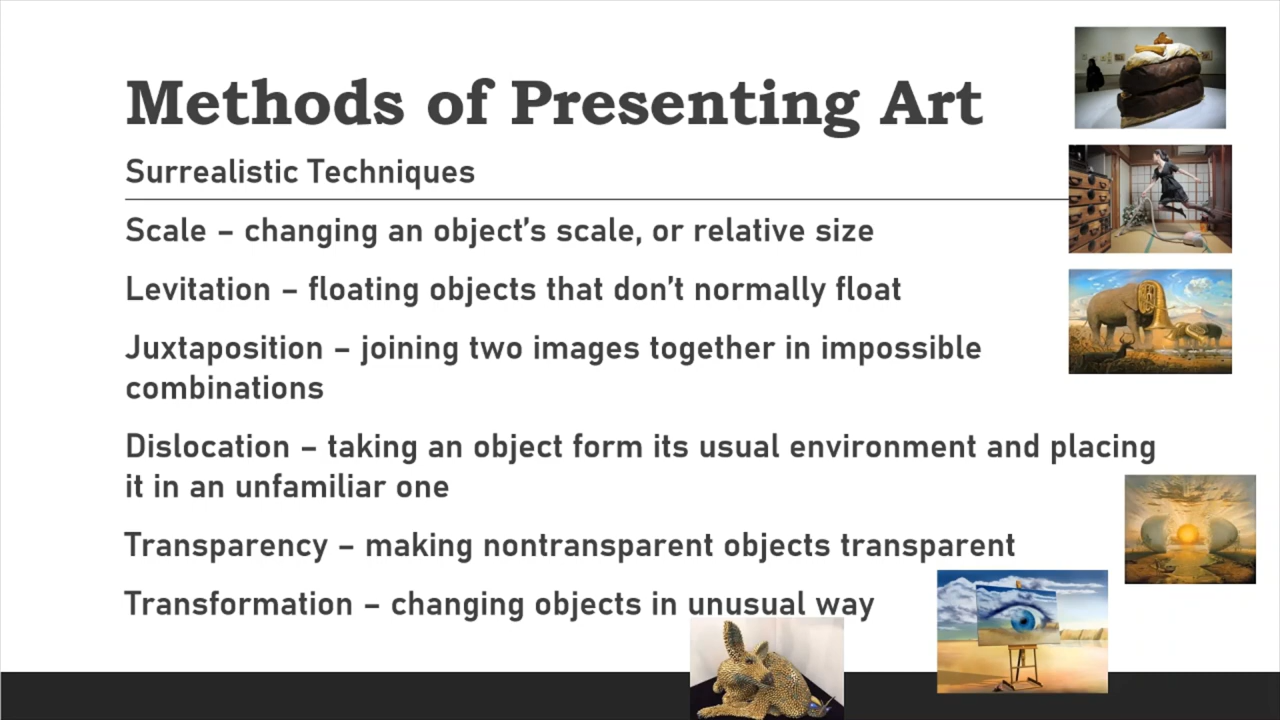 Methods of Presenting Art
Surrealistic Techniques
Scale – changing an object’s scale, or relative size
Levitation – floating objects that don’t normally float
Juxtaposition – joining two images together in impossible
combinations
Dislocation – taking an object form its usual environment and placing
it in an unfamiliar one
Transparency – making nontransparent objects transparent
Transformation – changing objects in unusual way